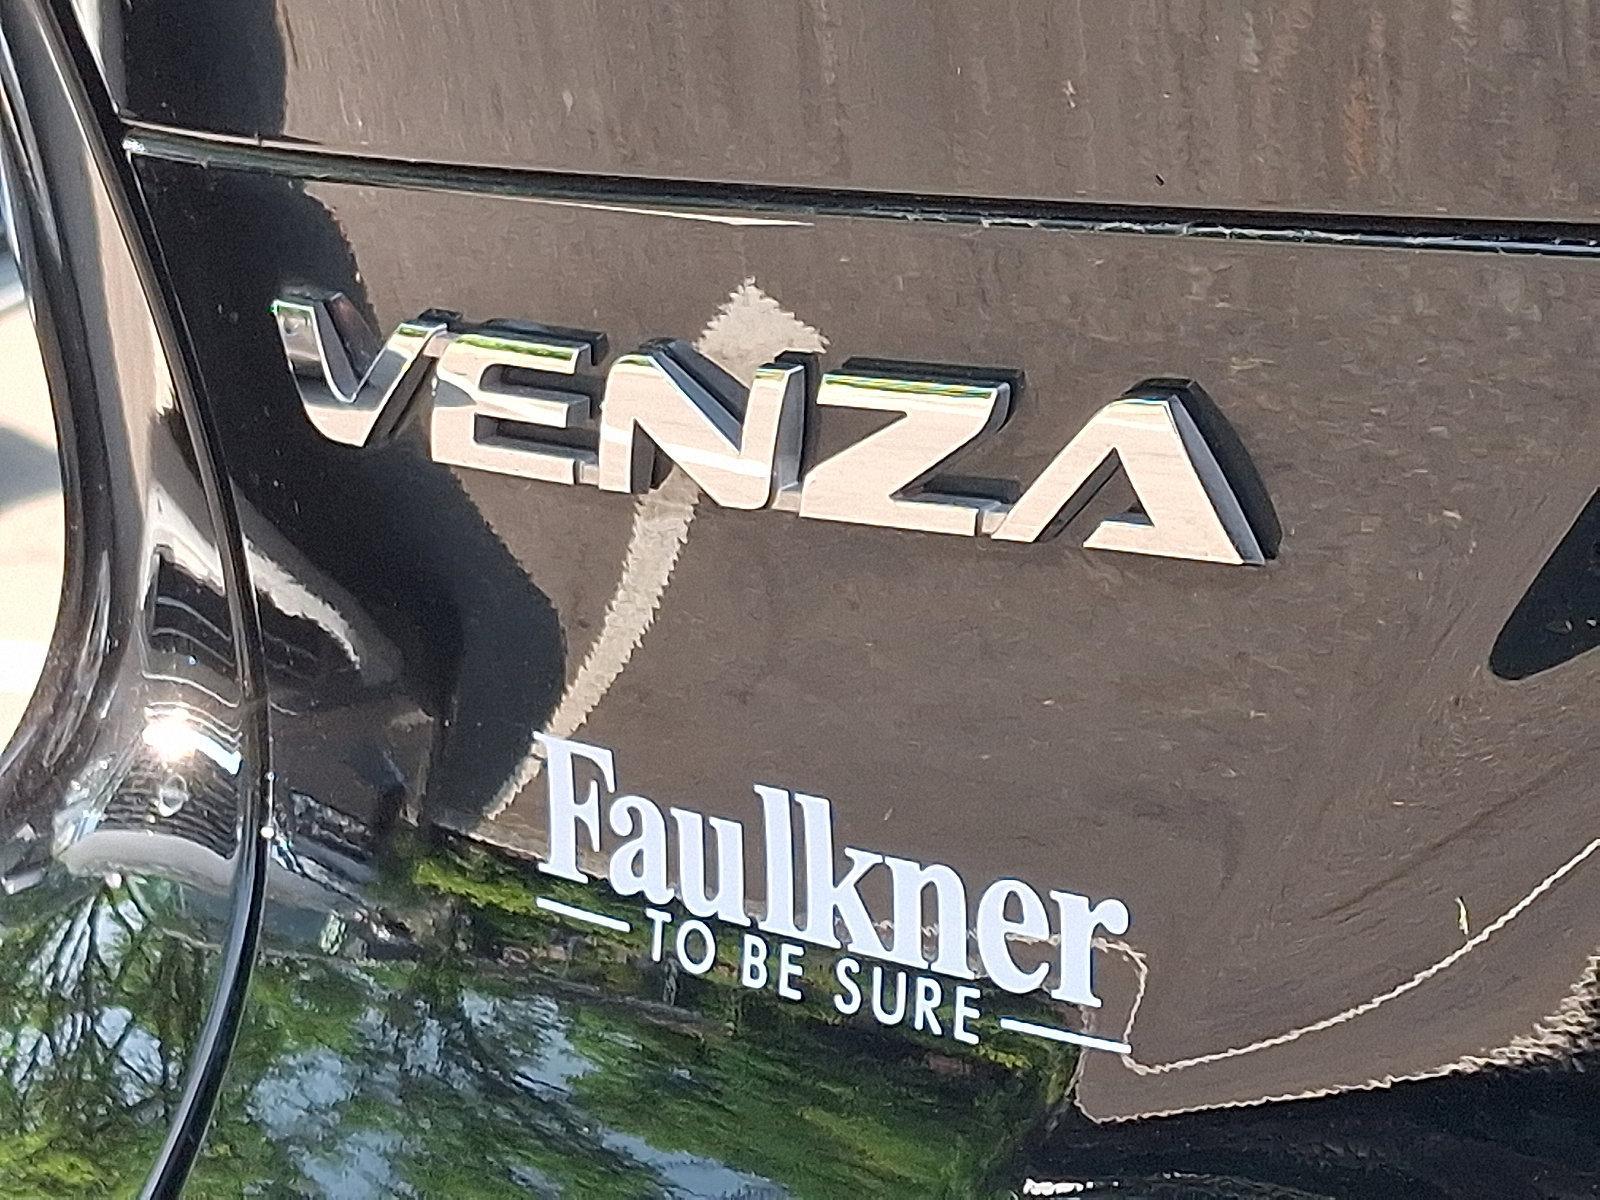 VENZA
Faulkner
TO BE SURE